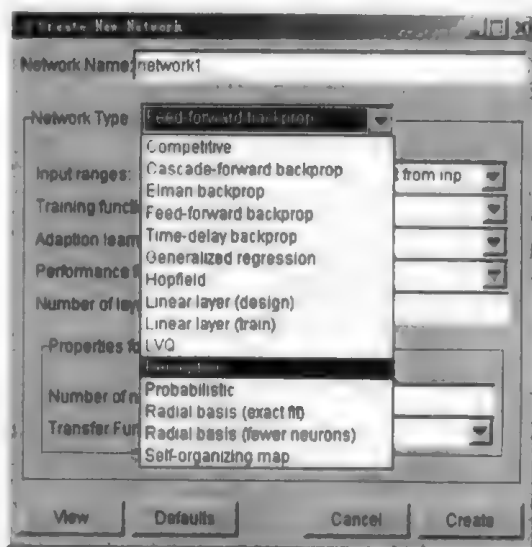 Create New Network
Network Name: network1
Network Type Feed-forward backprop
Competitive
Cascade-forward backprop
Elman backprop
Feed-forward backprop
Time-delay backprop
Generalized regression
Hopfield
Linear layer (design)
Linear layer (train)
LVQ
Probabilistic
Radial basis (exact fit)
Radial basis (fewer neurons)
Self-organizing map
Input ranges: t from inp
Training functi
Adaption learn
Performance f
Number of lay
Properties fo
Number of n
Transfer Fun
View Defaults Cancel Create